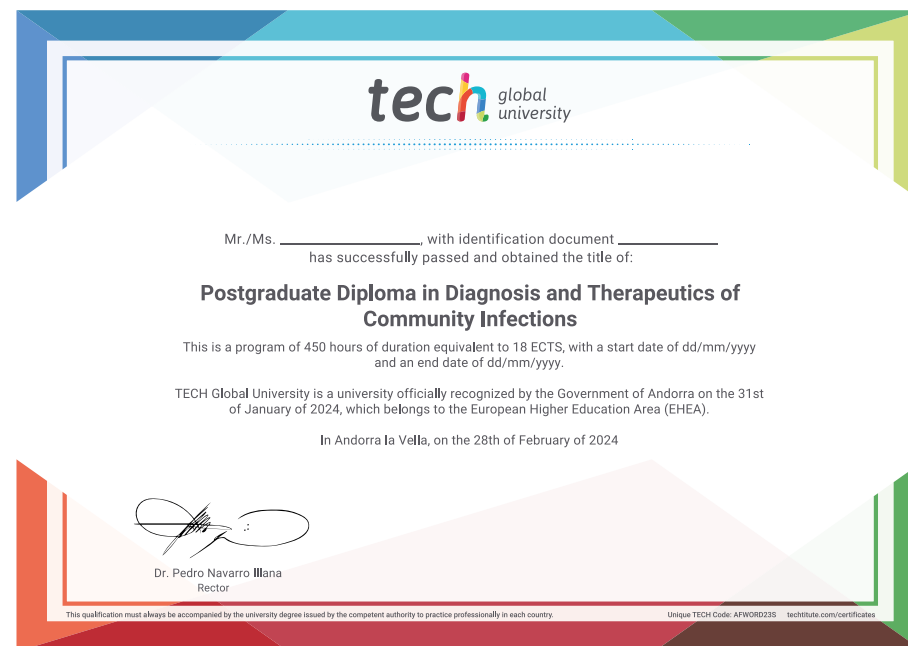 tech global university
Mr./Ms. ____________, with identification document ____________
has successfully passed and obtained the title of:
Postgraduate Diploma in Diagnosis and Therapeutics of
Community Infections
This is a program of 450 hours of duration equivalent to 18 ECTS, with a start date of dd/mm/yyyy
and an end date of dd/mm/yyyy.
TECH Global University is a university officially recognized by the Government of Andorra on the 31st
of January of 2024, which belongs to the European Higher Education Area (EHEA).
In Andorra la Vella, on the 28th of February of 2024
Dr. Pedro Navarro Illana
Rector
This qualification must always be accompanied by the university degree issued by the competent authority to practice professionally in each country.
Unique TECH Code: AFWORD23S techtitute.com/certificates